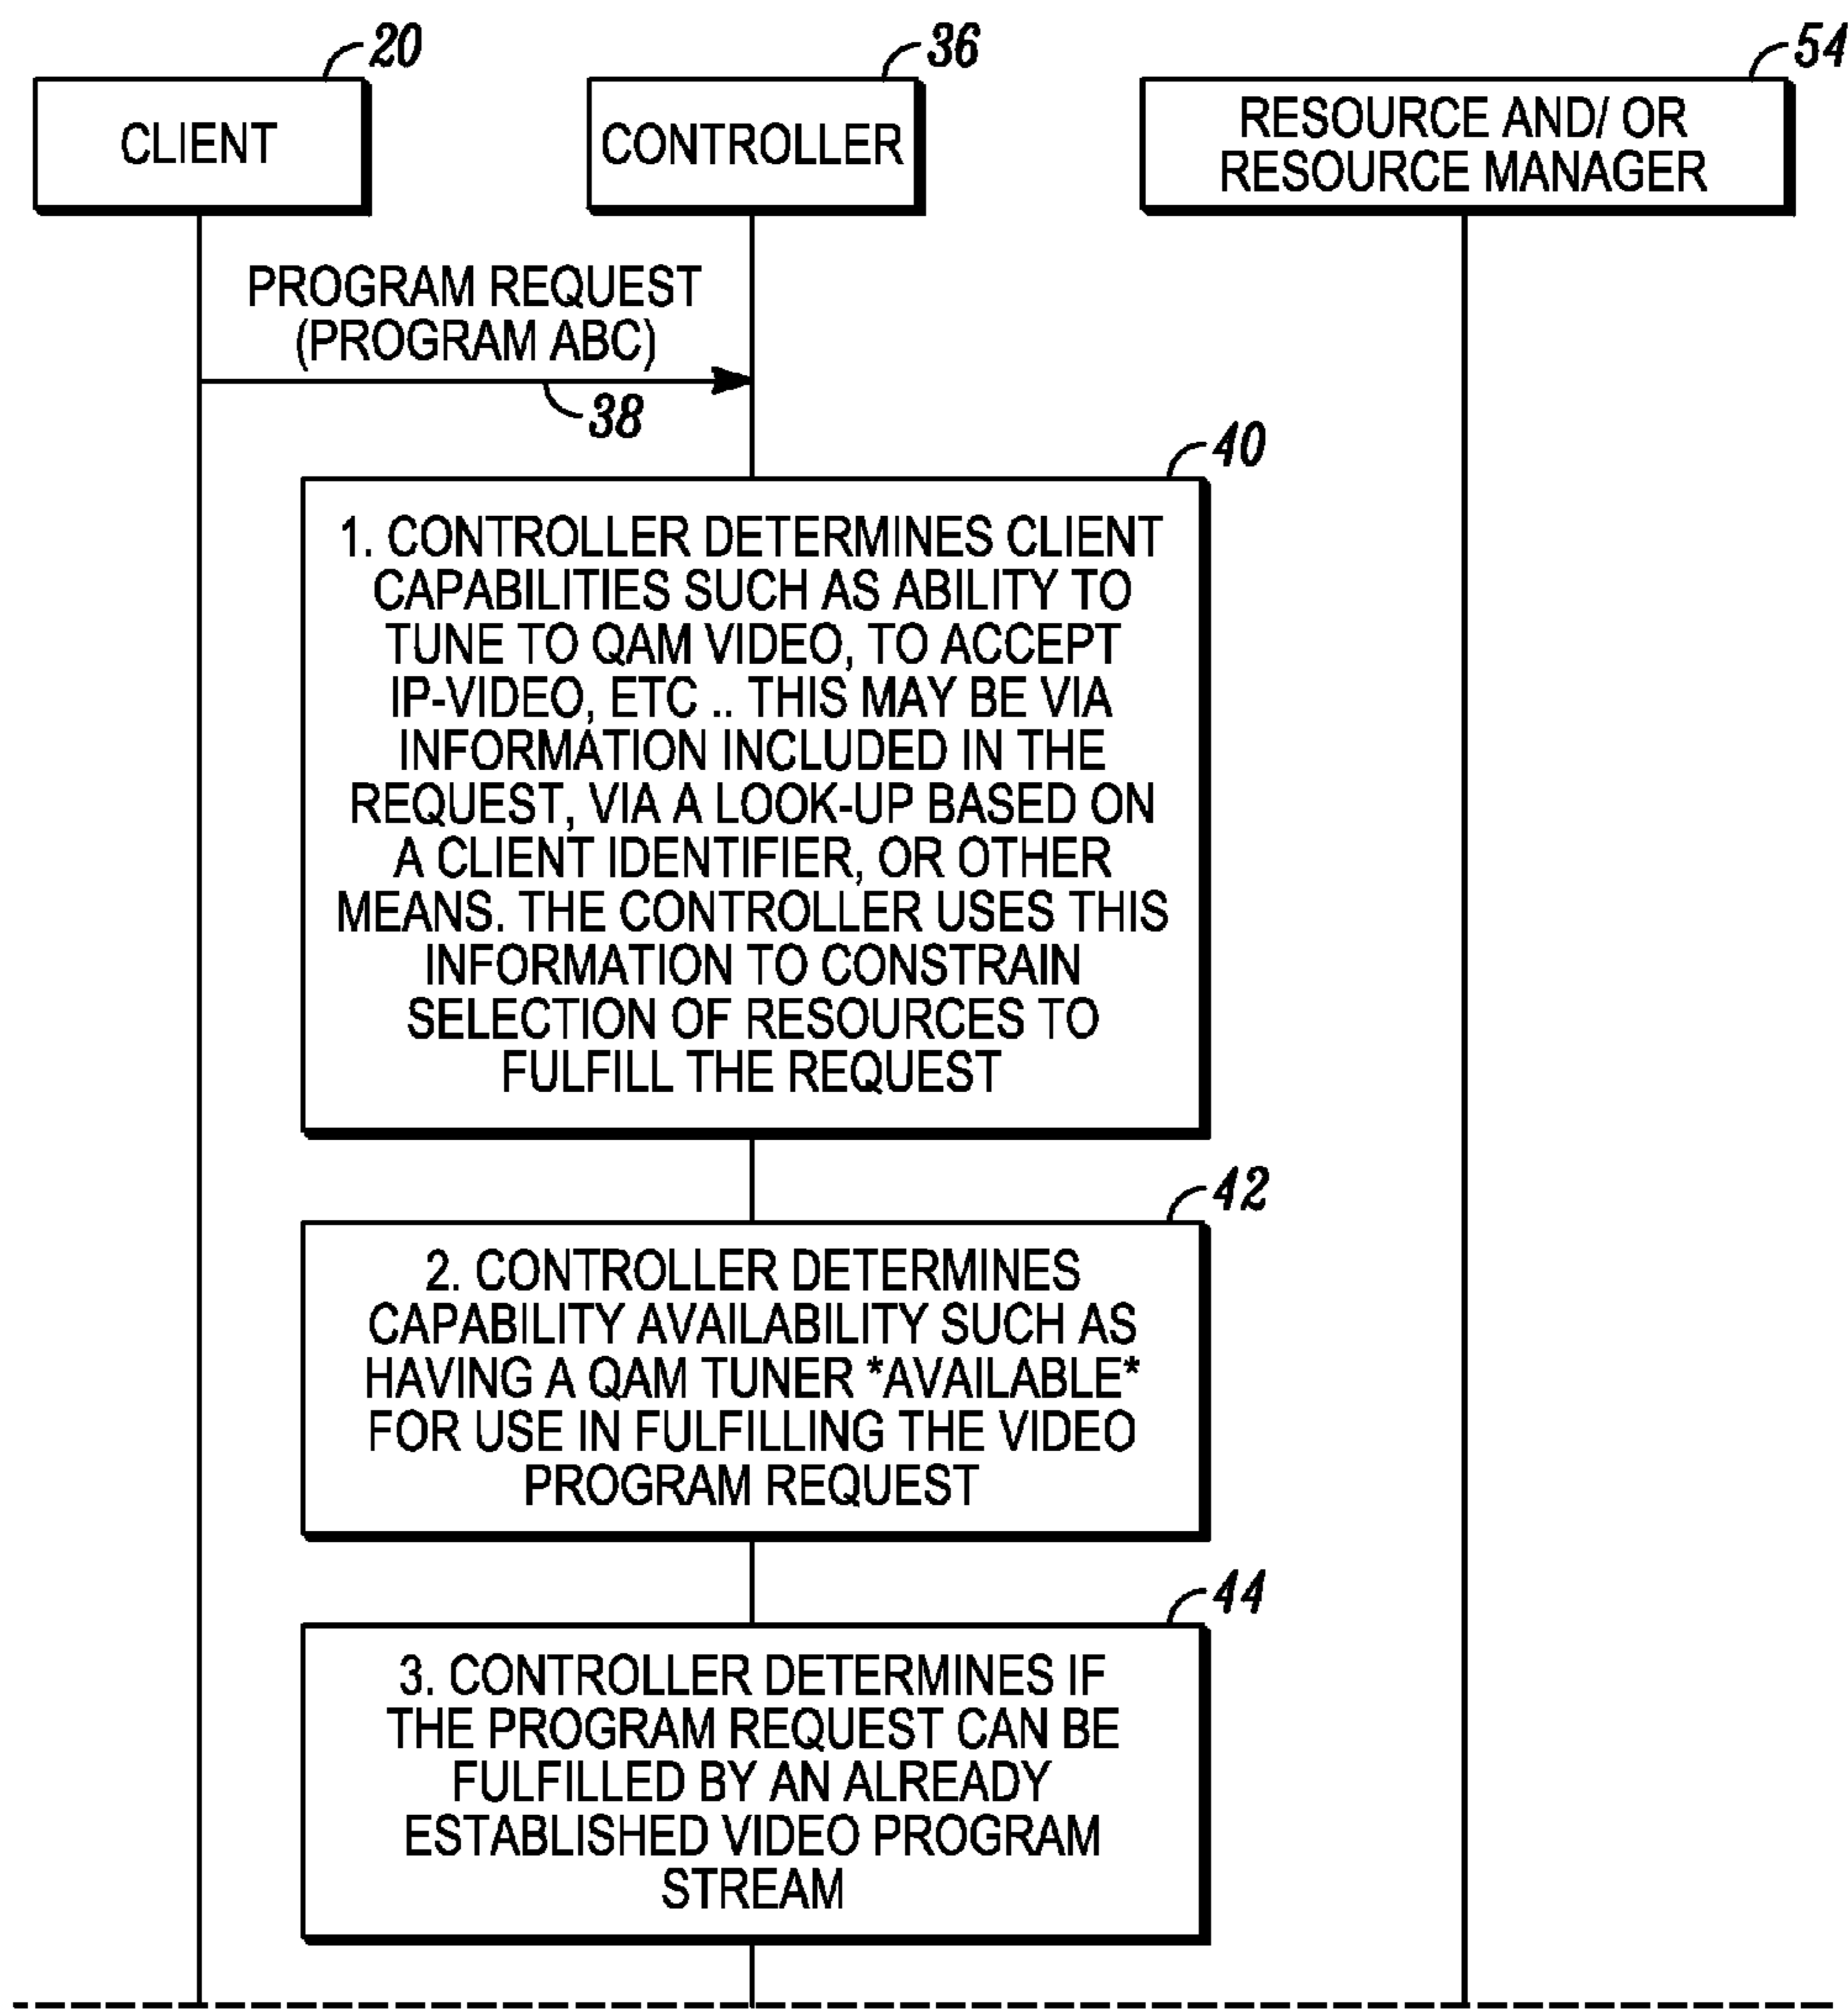 20
36
54
CLIENT
CONTROLLER
RESOURCE AND/ OR
RESOURCE MANAGER
PROGRAM REQUEST
(PROGRAM ABC)
38
40
1. CONTROLLER DETERMINES CLIENT
CAPABILITIES SUCH AS ABILITY TO
TUNE TO QAM VIDEO, TO ACCEPT
IP-VIDEO, ETC .. THIS MAY BE VIA
INFORMATION INCLUDED IN THE
REQUEST, VIA A LOOK-UP BASED ON
A CLIENT IDENTIFIER, OR OTHER
MEANS. THE CONTROLLER USES THIS
INFORMATION TO CONSTRAIN
SELECTION OF RESOURCES TO
FULFILL THE REQUEST
42
2. CONTROLLER DETERMINES
CAPABILITY AVAILABILITY SUCH AS
HAVING A QAM TUNER *AVAILABLE*
FOR USE IN FULFILLING THE VIDEO
PROGRAM REQUEST
44
3. CONTROLLER DETERMINES IF
THE PROGRAM REQUEST CAN BE
FULFILLED BY AN ALREADY
ESTABLISHED VIDEO PROGRAM
STREAM